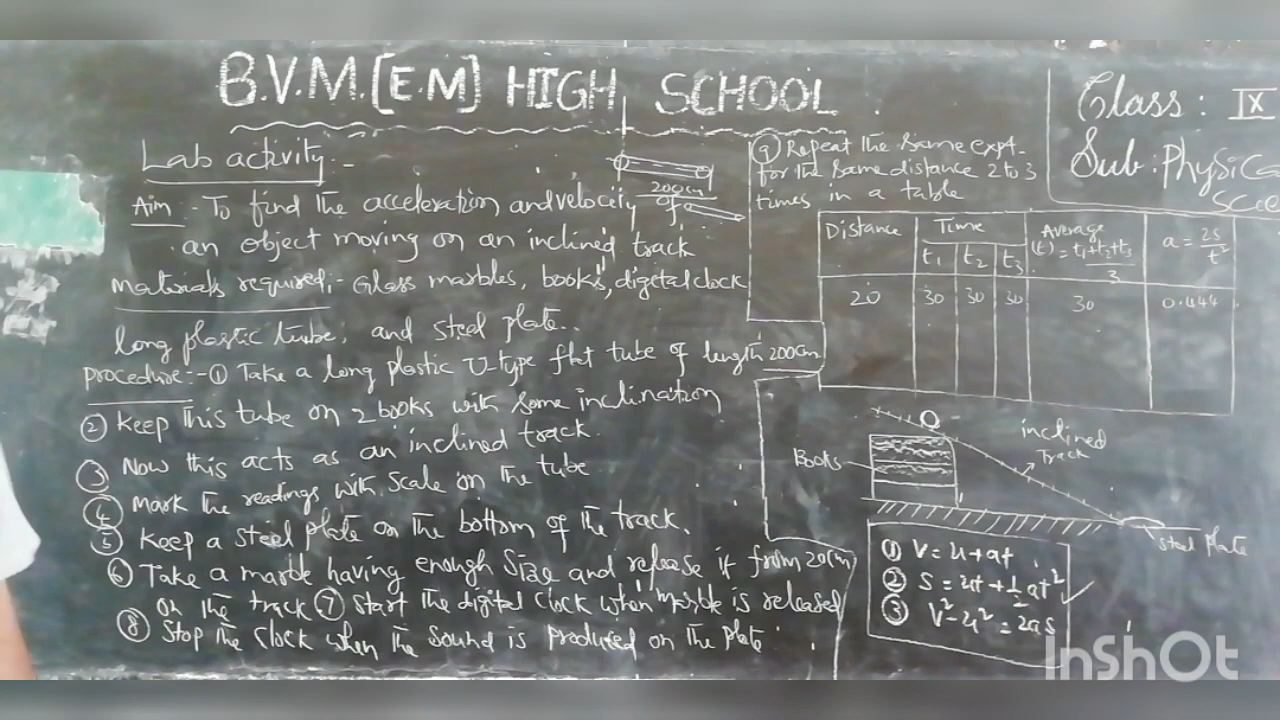 B.V.M.(E.M) HIGH SCHOOL
Class: IX
Sub: Physica
Scie
Lab activity:-
200cm
Aim:- To find the acceleration and velocity of
an object moving on an inclined track
materials required:- Glass marbles, books, digital clock
long plastic tube, and steel plate..
procedure:-① Take a long plastic U-type flat tube of length 200cm
② Keep This tube on 2 books with some inclination
③ Now this acts as an inclined track.
④ Mark the readings with scale on the tube
⑤ Keep a steel plate on the bottom of the track.
⑥ Take a marble having enough size and release it from 20cm
on the track ⑦ Start the digital clock when marble is released
⑧ Stop the clock when the sound is produced on the plate
⑨ Repeat the same expt.
for the same distance 2 to 3
times in a table
Distance Time Average a = 2s/t²
t₁ t₂ t₃ (t) = t₁+t₂+t₃/3
20 30 30 30 30 0.444
inclined
Track
Books
Steel Plate
① V = u + at
② S = ut + ½ at²
③ V² - u² = 2as
InShOt